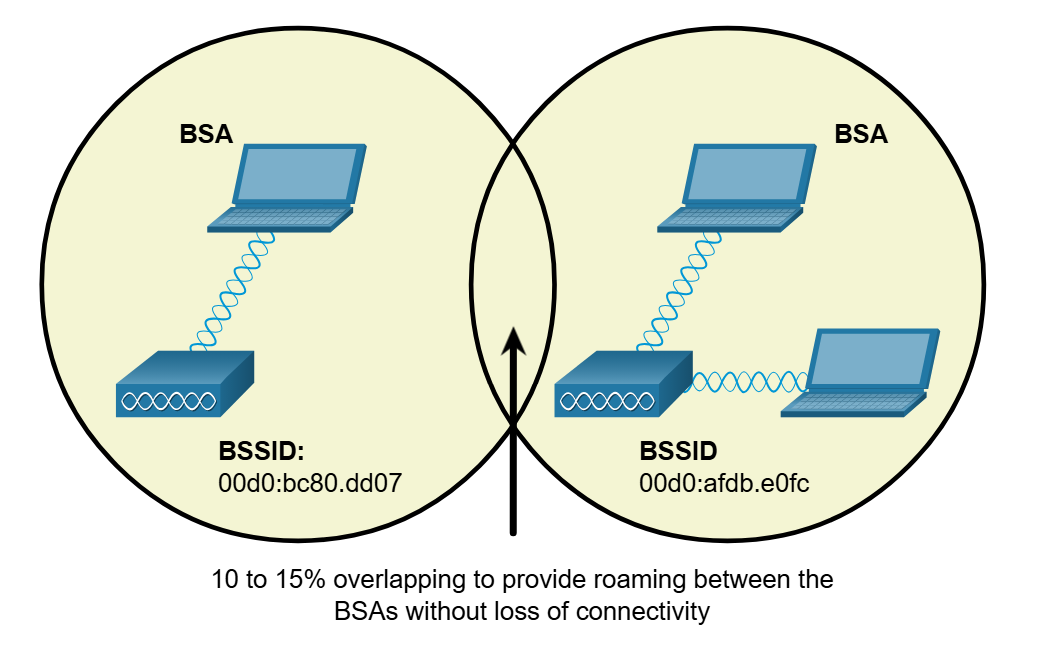 BSA
BSA
BSSID:
00d0:bc80.dd07
BSSID
00d0:afdb.e0fc
10 to 15% overlapping to provide roaming between the
BSAs without loss of connectivity